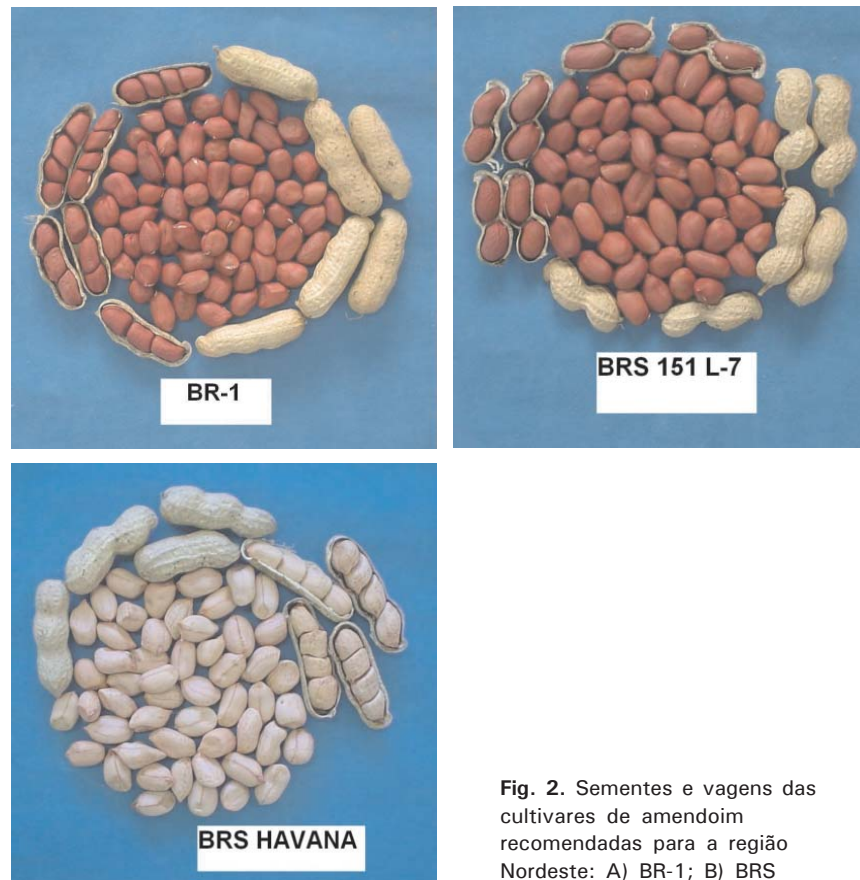 BR-1
BRS 151 L-7
BRS HAVANA
Fig. 2. Sementes e vagens das
cultivares de amendoim
recomendadas para a região
Nordeste: A) BR-1; B) BRS